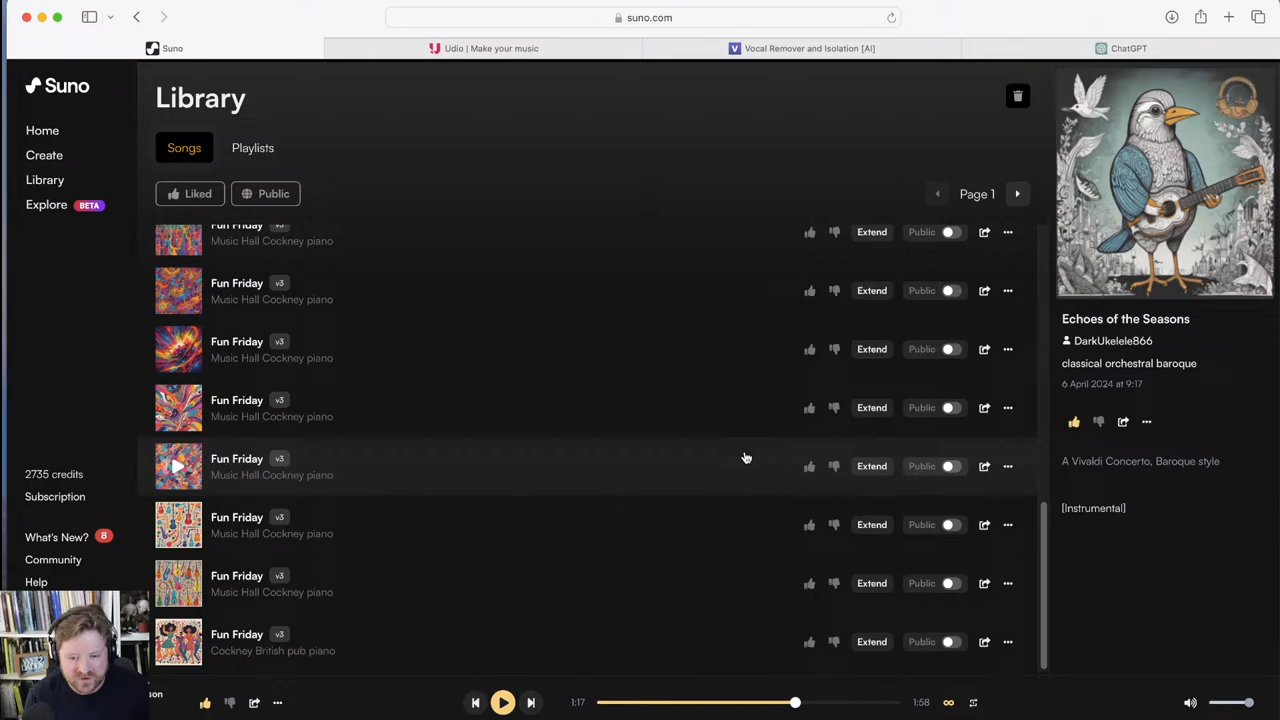 suno.com
Suno
Udio | Make your music
Vocal Remover and Isolation [AI]
ChatGPT
Suno
Home
Create
Library
Explore BETA
2735 credits
Subscription
What's New? 8
Community
Help
Library
Songs Playlists
Liked Public
Page 1
Fun Friday v3
Music Hall Cockney piano
Extend Public
Fun Friday v3
Music Hall Cockney piano
Extend Public
Fun Friday v3
Music Hall Cockney piano
Extend Public
Fun Friday v3
Music Hall Cockney piano
Extend Public
Fun Friday v3
Music Hall Cockney piano
Extend Public
Fun Friday v3
Music Hall Cockney piano
Extend Public
Fun Friday v3
Music Hall Cockney piano
Extend Public
Fun Friday v3
Cockney British pub piano
Extend Public
Echoes of the Seasons
DarkUkelele866
classical orchestral baroque
6 April 2024 at 9:17
A Vivaldi Concerto, Baroque style
[Instrumental]
son
1:17
1:58